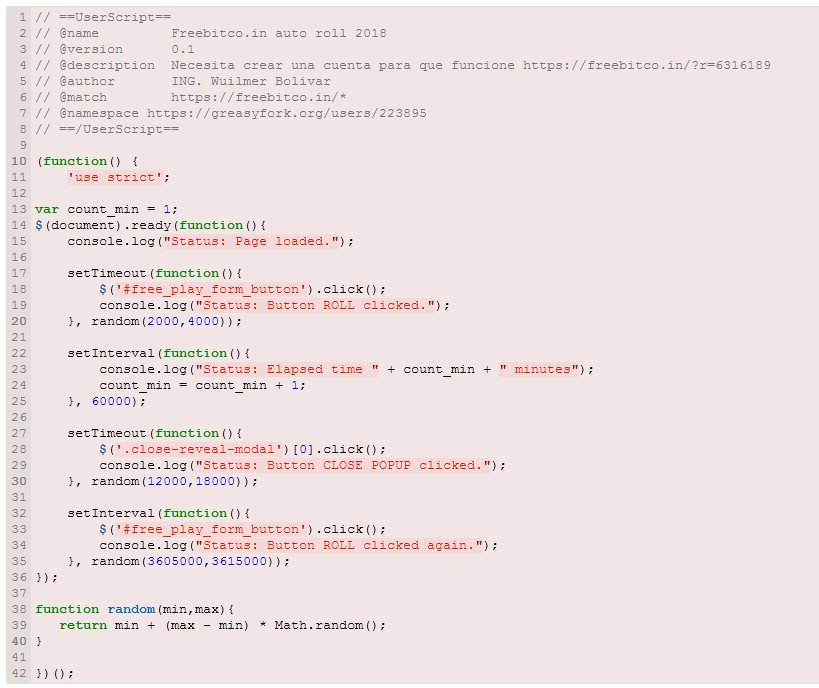 1 // ==UserScript==
2 // @name         Freebitco.in auto roll 2018
3 // @version      0.1
4 // @description  Necesita crear una cuenta para que funcione https://freebitco.in/?r=6316189
5 // @author       ING. Wuilmer Bolivar
6 // @match        https://freebitco.in/*
7 // @namespace https://greasyfork.org/users/223895
8 // ==/UserScript==
9
10 (function() {
11     'use strict';
12
13 var count_min = 1;
14 $(document).ready(function(){
15     console.log("Status: Page loaded.");
16
17     setTimeout(function(){
18         $('#free_play_form_button').click();
19         console.log("Status: Button ROLL clicked.");
20     }, random(2000,4000));
21
22     setInterval(function(){
23         console.log("Status: Elapsed time " + count_min + " minutes");
24         count_min = count_min + 1;
25     }, 60000);
26
27     setTimeout(function(){
28         $('.close-reveal-modal')[0].click();
29         console.log("Status: Button CLOSE POPUP clicked.");
30     }, random(12000,18000));
31
32     setInterval(function(){
33         $('#free_play_form_button').click();
34         console.log("Status: Button ROLL clicked again.");
35     }, random(3605000,3615000));
36 });
37
38 function random(min,max){
39    return min + (max - min) * Math.random();
40 }
41
42 })();